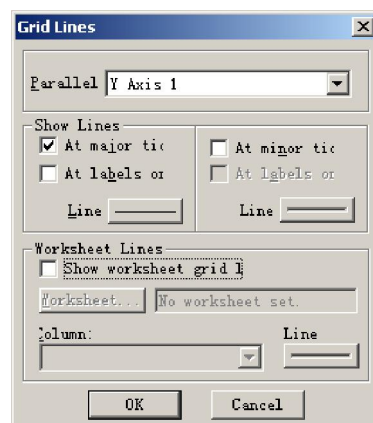 Grid Lines
Parallel Y Axis 1
Show Lines
At major tic
At minor tic
At labels or
At labels or
Line
Line
Worksheet Lines
Show worksheet grid l
Worksheet... No worksheet set.
Column: Line
OK Cancel